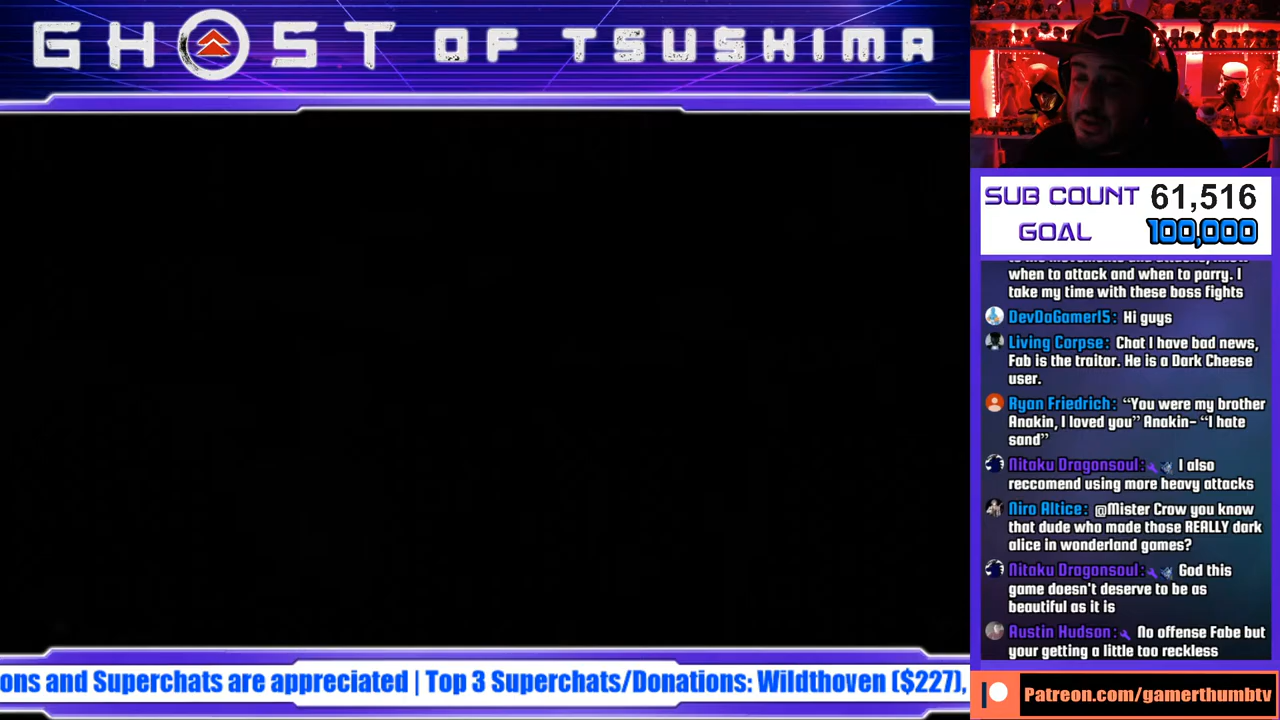 GHOST OF TSUSHIMA
SUB COUNT 61,516
GOAL 100,000
when to attack and when to parry. I
take my time with these boss fights
DevDaGamer15: Hi guys
Living Corpse: Chat I have bad news,
Fab is the traitor. He is a Dark Cheese
user.
Ryan Friedrich: “You were my brother
Anakin, I loved you” Anakin- “I hate
sand”
Nitaku Dragonsoul: I also
reccomend using more heavy attacks
Niro Altice: @Mister Crow you know
that dude who made those REALLY dark
alice in wonderland games?
Nitaku Dragonsoul: God this
game doesn't deserve to be as
beautiful as it is
Austin Hudson: No offense Fabe but
your getting a little too reckless
ons and Superchats are appreciated | Top 3 Superchats/Donations: Wildthoven ($227),
Patreon.com/gamerthumbtv